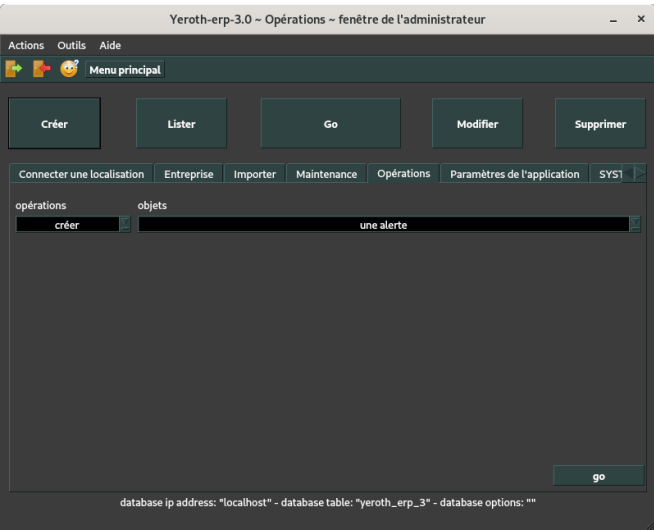 Yeroth-erp-3.0 ~ Opérations ~ fenêtre de l'administrateur
Actions Outils Aide
Menu principal
Créer Lister Go Modifier Supprimer
Connecter une localisation Entreprise Importer Maintenance Opérations Paramètres de l'application SYST
opérations objets
créer une alerte
go
database ip address: "localhost" - database table: "yeroth_erp_3" - database options: ""